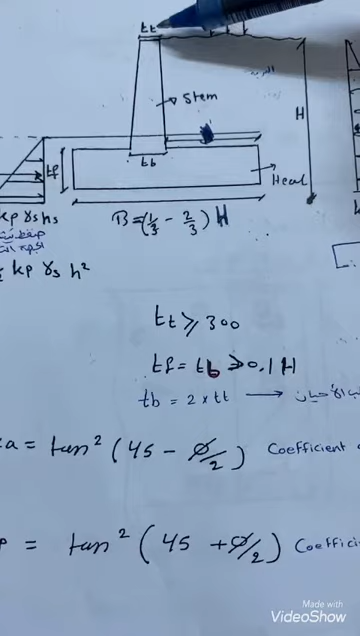 tt
Stem
H
tf
tb
Heal
kp γs hs
B = (1/3 - 2/3) H
kp γs h²
tt ≥ 300
tf = tb ≥ 0.1 H
tb = 2 × tt →
a = tan² (45 - Ø/2) Coefficient
= tan² (45 + Ø/2) Coeffici
Made with
VideoShow